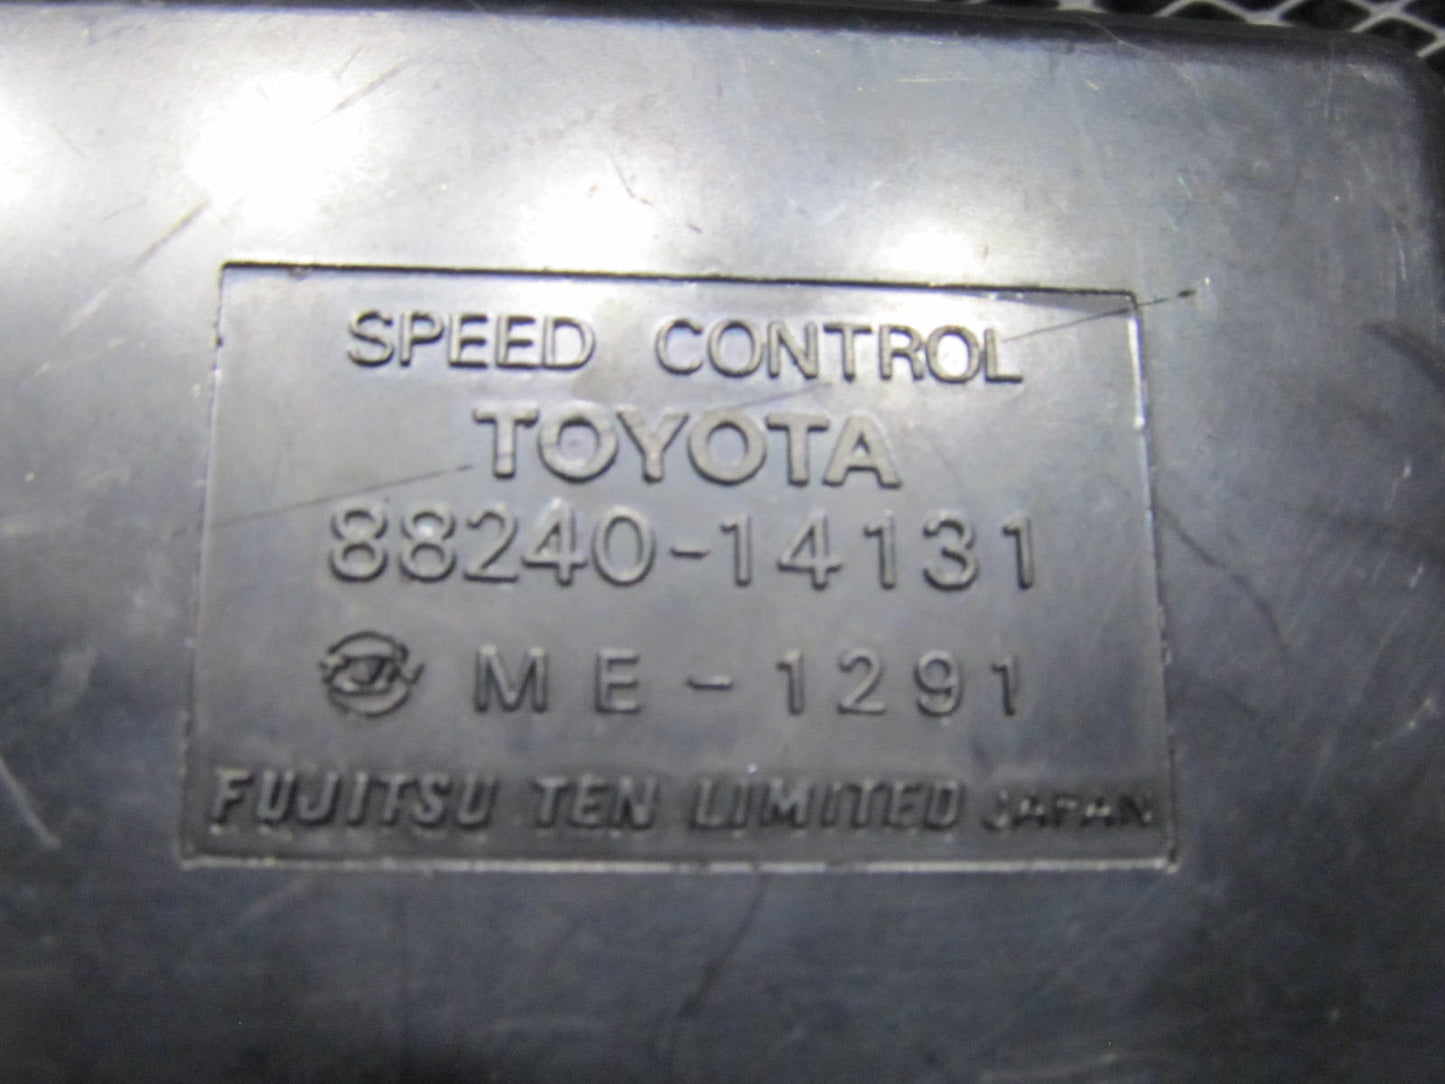 SPEED CONTROL
TOYOTA
88240-14131
ME-1291
FUJITSU TEN LIMITED JAPAN